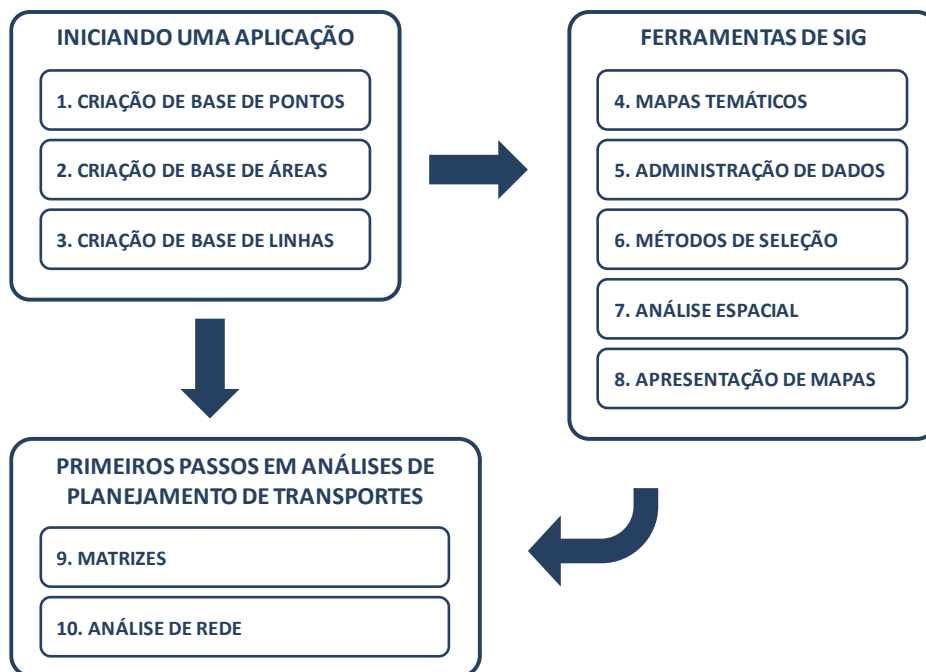 INICIANDO UMA APLICAÇÃO
1. CRIAÇÃO DE BASE DE PONTOS
2. CRIAÇÃO DE BASE DE ÁREAS
3. CRIAÇÃO DE BASE DE LINHAS
FERRAMENTAS DE SIG
4. MAPAS TEMÁTICOS
5. ADMINISTRAÇÃO DE DADOS
6. MÉTODOS DE SELEÇÃO
7. ANÁLISE ESPACIAL
8. APRESENTAÇÃO DE MAPAS
PRIMEIROS PASSOS EM ANÁLISES DE
PLANEJAMENTO DE TRANSPORTES
9. MATRIZES
10. ANÁLISE DE REDE